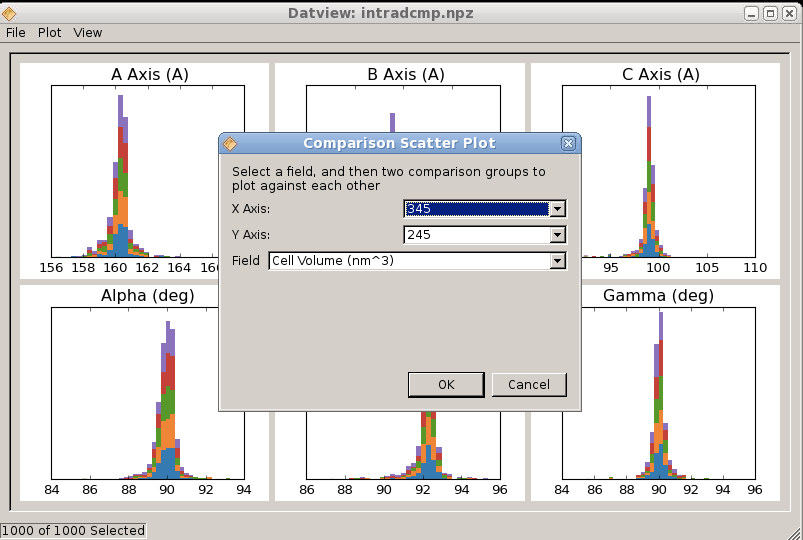 Datview: intradcmp.npz
File Plot View
A Axis (A) B Axis (A) C Axis (A)
156 158 160 162 164
95 100 105 110
Comparison Scatter Plot
Select a field, and then two comparison groups to
plot against each other
X Axis: 345
Y Axis: 245
Field Cell Volume (nm^3)
OK Cancel
Alpha (deg) Gamma (deg)
84 86 88 90 92 94
86 88 90 92 94 96
84 86 88 90 92 94 96
1000 of 1000 Selected